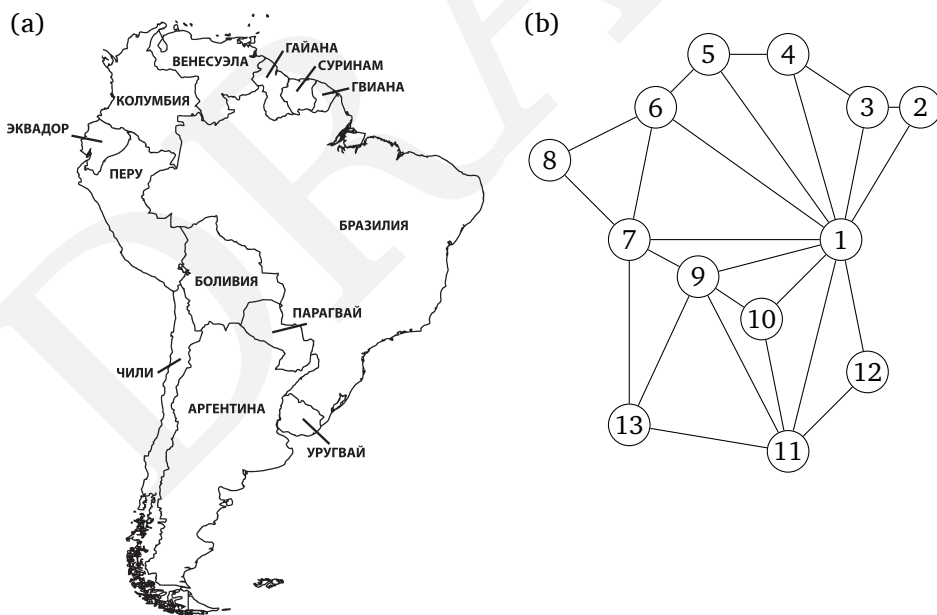 (a)
ГАЙАНА
ВЕНЕСУЭЛА
СУРИНАМ
ГВИАНА
КОЛУМБИЯ
ЭКВАДОР
ПЕРУ
БРАЗИЛИЯ
БОЛИВИЯ
ПАРАГВАЙ
ЧИЛИ
АРГЕНТИНА
УРУГВАЙ
(b)
5 4
6 3 2
8
7 1
9
10
12
13
11
DRA